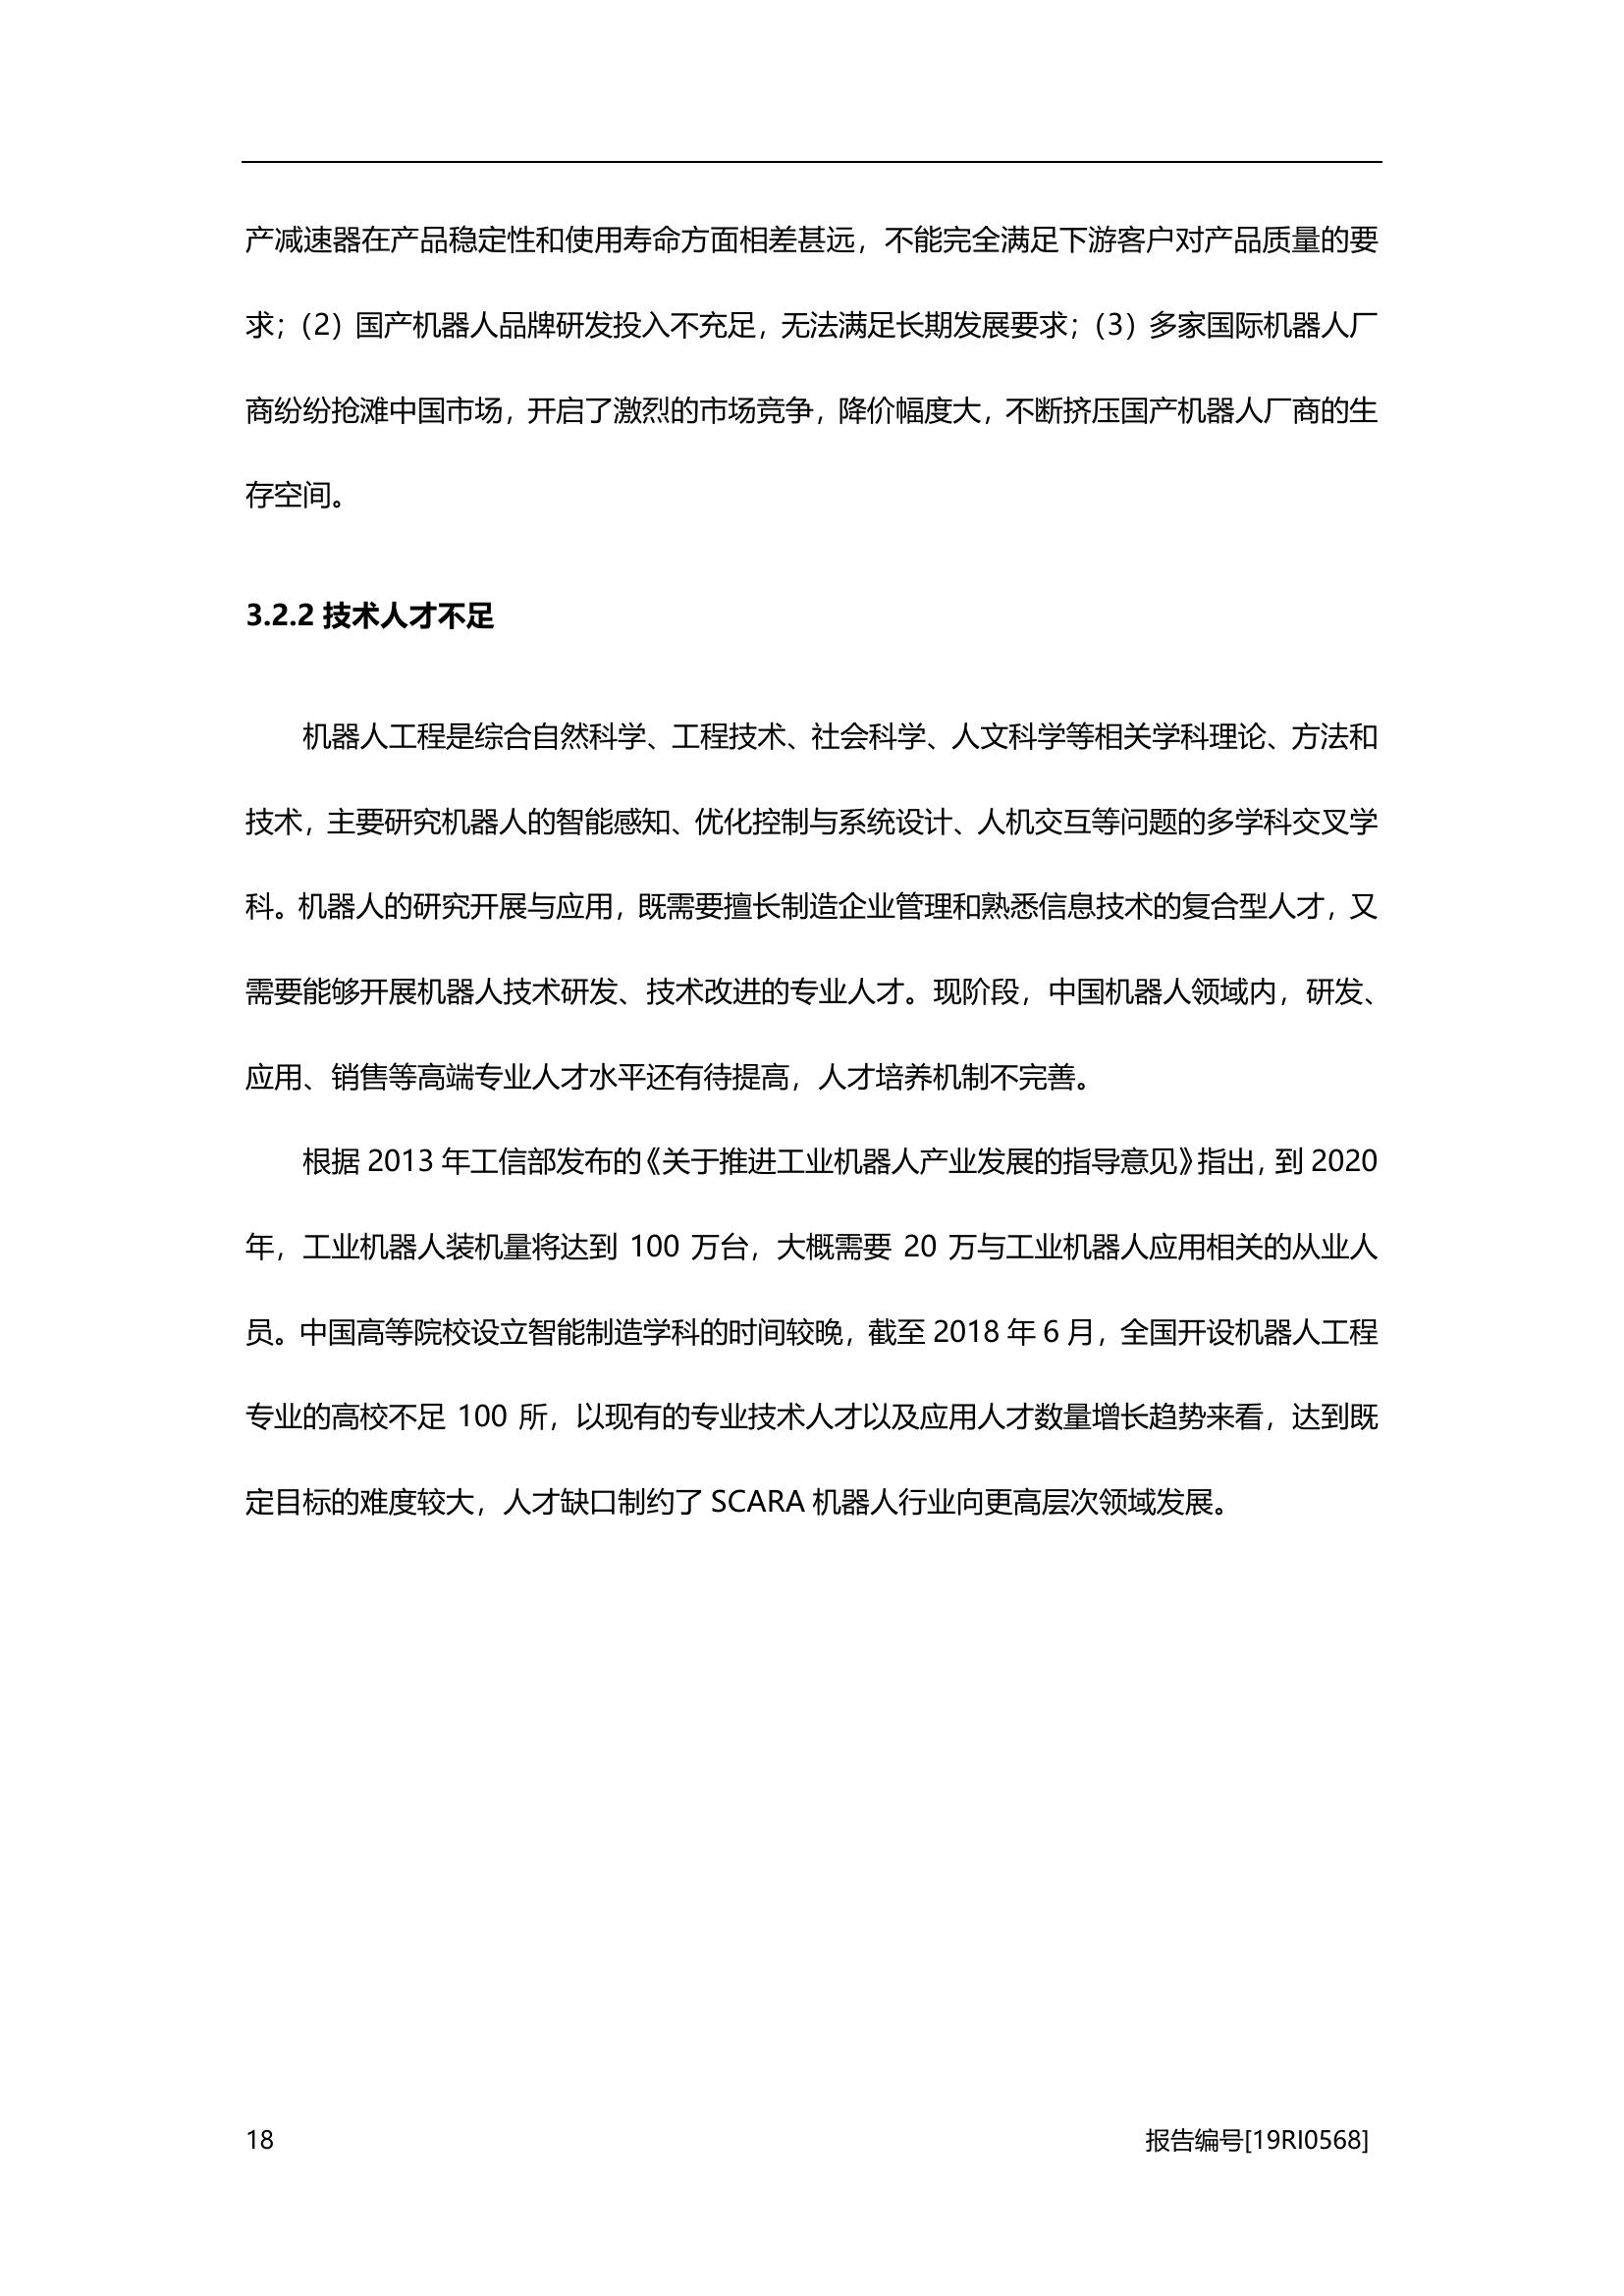 产减速器在产品稳定性和使用寿命方面相差甚远，不能完全满足下游客户对产品质量的要
求；（2）国产机器人品牌研发投入不充足，无法满足长期发展要求；（3）多家国际机器人厂
商纷纷抢滩中国市场，开启了激烈的市场竞争，降价幅度大，不断挤压国产机器人厂商的生
存空间。
3.2.2 技术人才不足
机器人工程是综合自然科学、工程技术、社会科学、人文科学等相关学科理论、方法和
技术，主要研究机器人的智能感知、优化控制与系统设计、人机交互等问题的多学科交叉学
科。机器人的研究开展与应用，既需要擅长制造企业管理和熟悉信息技术的复合型人才，又
需要能够开展机器人技术研发、技术改进的专业人才。现阶段，中国机器人领域内，研发、
应用、销售等高端专业人才水平还有待提高，人才培养机制不完善。
根据 2013 年工信部发布的《关于推进工业机器人产业发展的指导意见》指出，到 2020
年，工业机器人装机量将达到 100 万台，大概需要 20 万与工业机器人应用相关的从业人
员。中国高等院校设立智能制造学科的时间较晚，截至 2018 年 6 月，全国开设机器人工程
专业的高校不足 100 所，以现有的专业技术人才以及应用人才数量增长趋势来看，达到既
定目标的难度较大，人才缺口制约了 SCARA 机器人行业向更高层次领域发展。
18 报告编号[19RI0568]